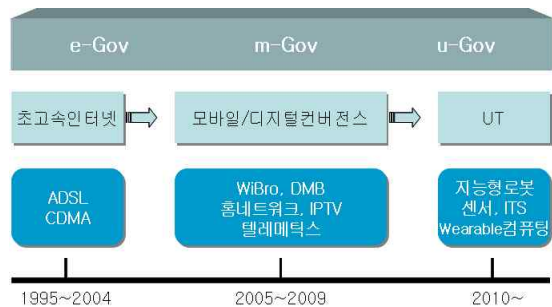 e-Gov
m-Gov
u-Gov
초고속인터넷
모바일/디지털컨버전스
UT
ADSL
CDMA
WiBro, DMB
홈네트워크, IPTV
텔레메틱스
지능형로봇
센서, ITS
Wearable컴퓨팅
1995~2004
2005~2009
2010~